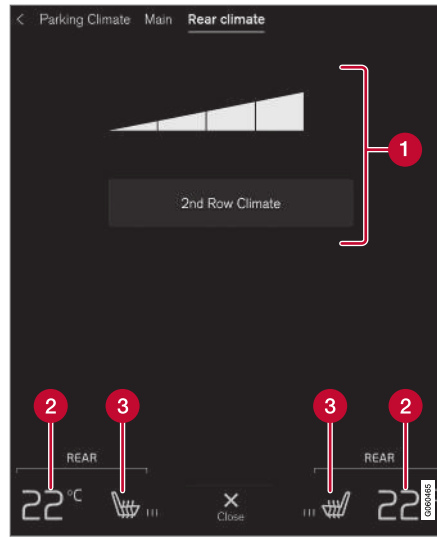 < Parking Climate Main Rear climate
1
2nd Row Climate
2 3 3 2
REAR REAR
22°C 22°
Close
G060465